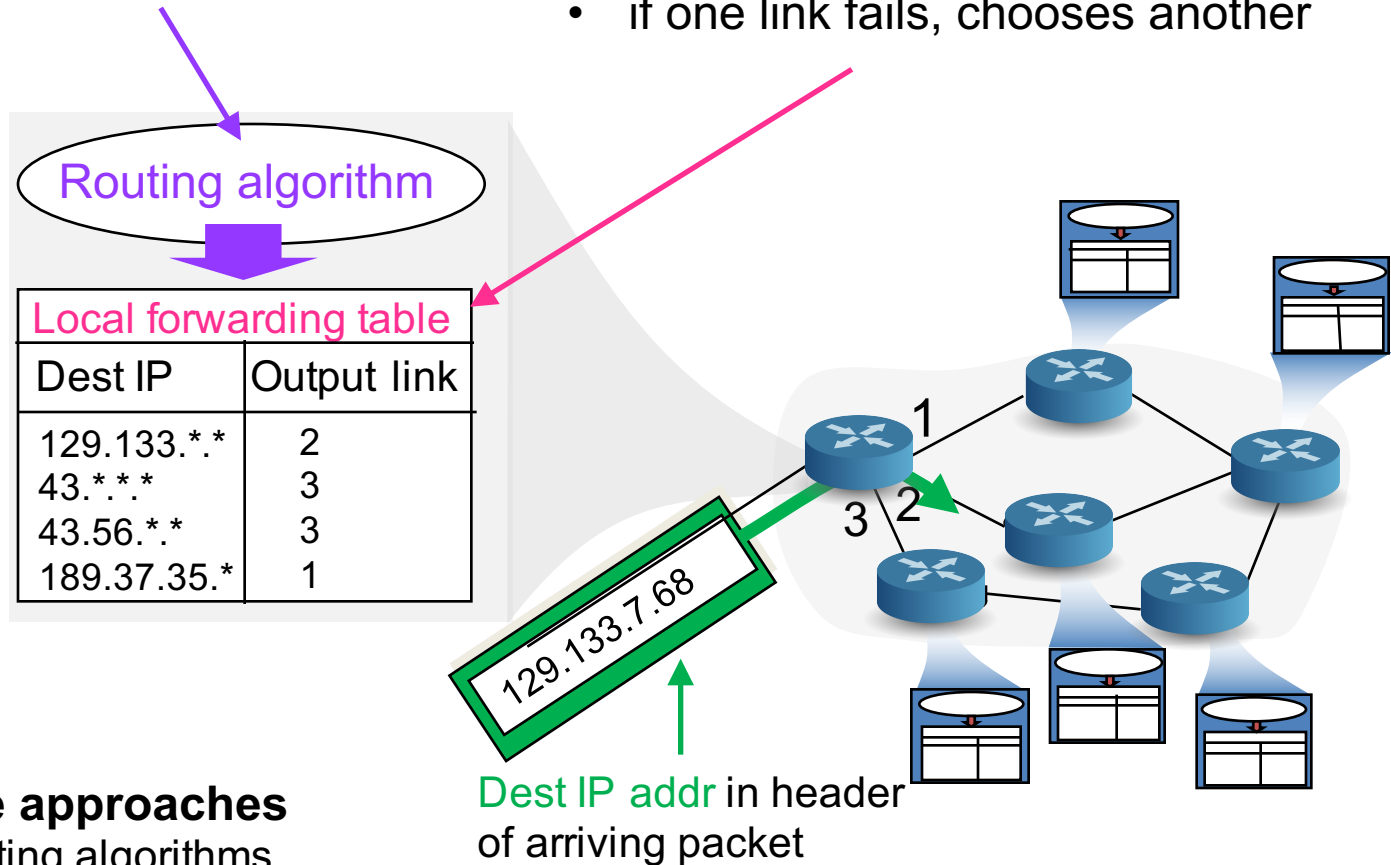 • if one link fails, chooses another
Routing algorithm
Local forwarding table
Dest IP Output link
129.133.*.* 2
43.*.*.* 3
43.56.*.* 3
189.37.35.* 1
1
2
3
129.133.7.68
Dest IP addr in header
of arriving packet
approaches
algorithms